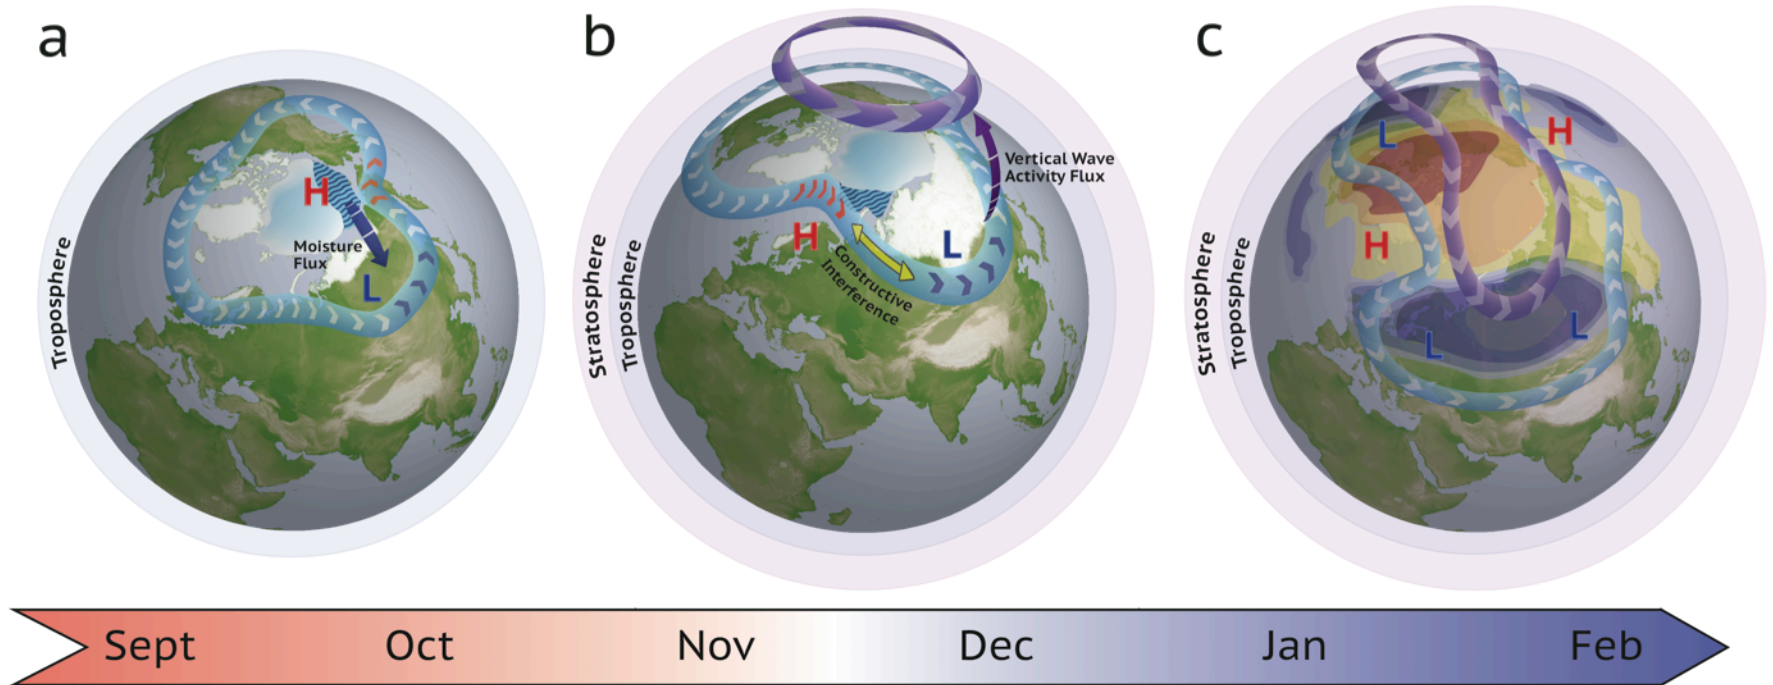 a
Troposphere
H
Moisture
Flux
L
b
Stratosphere
Troposphere
Vertical Wave
Activity Flux
H
L
Constructive
Interference
c
Stratosphere
Troposphere
L
H
H
L
L
Sept Oct Nov Dec Jan Feb